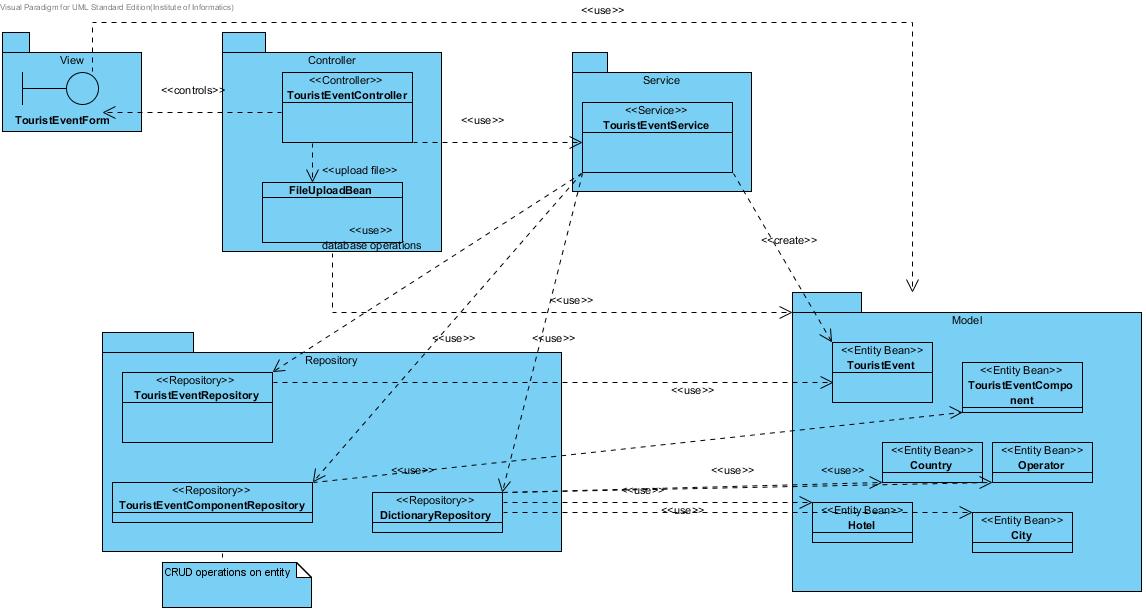 Visual Paradigm for UML Standard Edition(Institute of Informatics)
<<use>>
View
TouristEventForm
<<controls>>
Controller
<<Controller>>
TouristEventController
<<upload file>>
FileUploadBean
<<use>>
database operations
<<use>>
Service
<<Service>>
TouristEventService
<<create>>
<<use>>
<<use>>
<<use>>
Repository
<<Repository>>
TouristEventRepository
<<use>>
<<use>>
<<Repository>>
TouristEventComponentRepository
<<Repository>>
DictionaryRepository
<<use>>
<<use>>
<<use>>
<<use>>
Model
<<Entity Bean>>
TouristEvent
<<Entity Bean>>
TouristEventCompo
nent
<<Entity Bean>>
Country
<<Entity Bean>>
Operator
<<Entity Bean>>
Hotel
<<Entity Bean>>
City
CRUD operations on entity